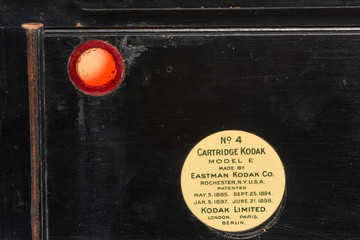 No 4
CARTRIDGE KODAK
MODEL E
MADE BY
EASTMAN KODAK CO.
ROCHESTER, N.Y. U.S.A.
PATENTED
MAY. 5. 1885. SEPT. 25. 1894.
JAN. 5. 1897. JUNE 21. 1898.
KODAK LIMITED.
LONDON, PARIS,
BERLIN.